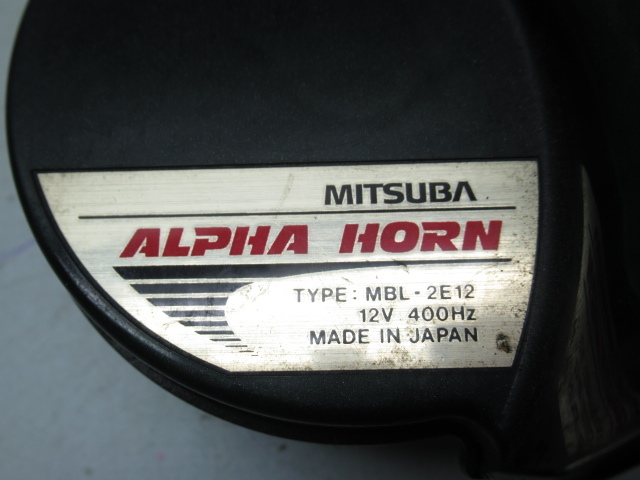 MITSUBA
ALPHA HORN
TYPE: MBL-2E12
12V 400Hz
MADE IN JAPAN